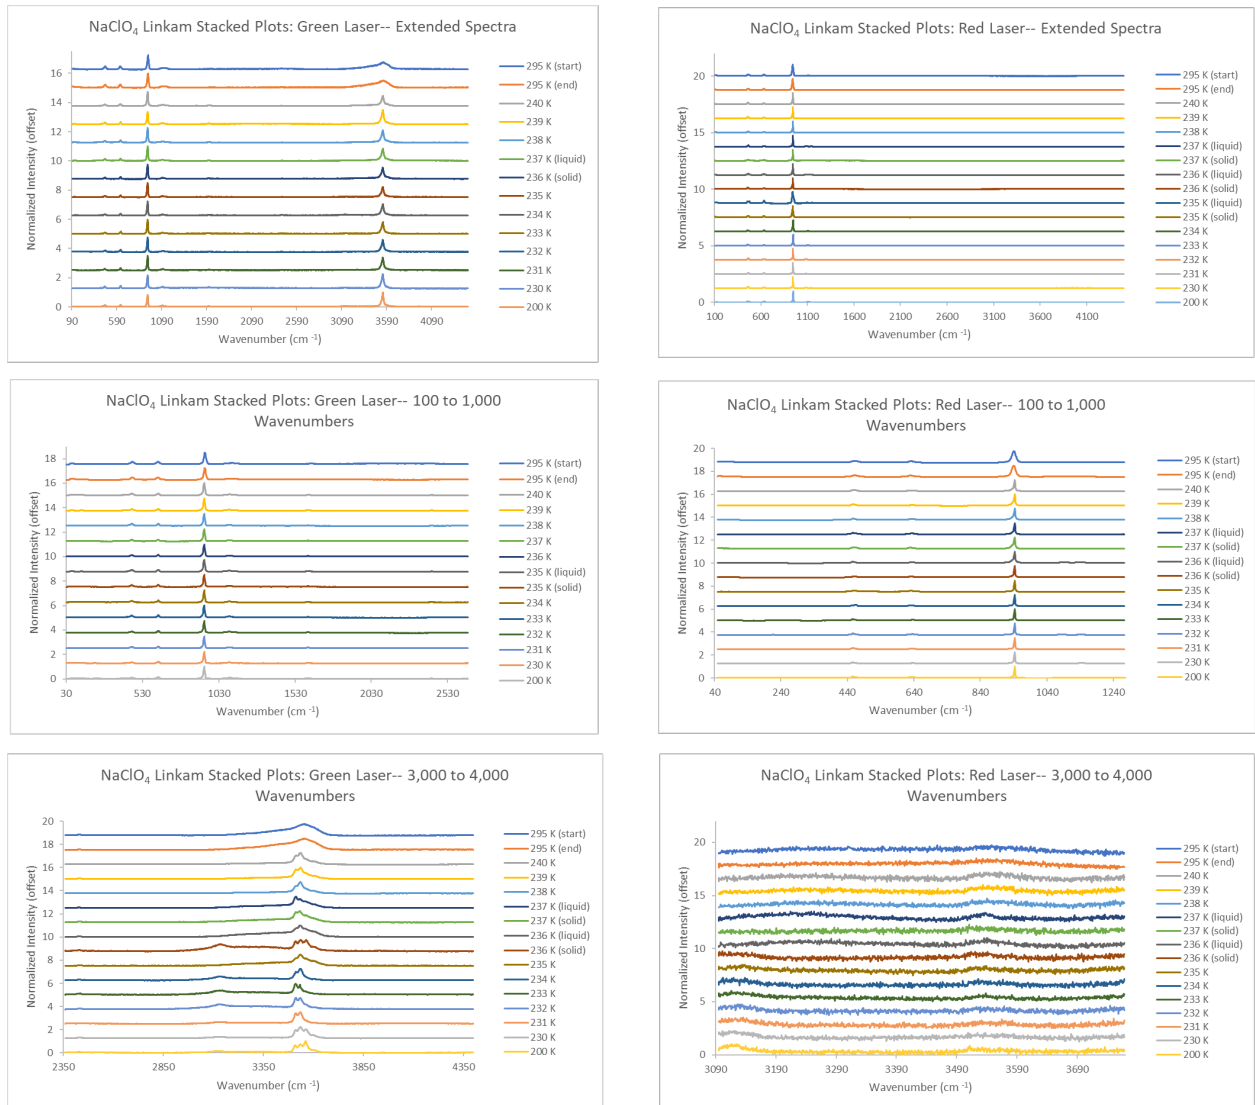 NaClO₄ Linkam Stacked Plots: Green Laser-- Extended Spectra
Normalized Intensity (offset)
16
14
12
10
8
6
4
2
0
90 590 1090 1590 2090 2590 3090 3590 4090
Wavenumber (cm ⁻¹)
295 K (start)
295 K (end)
240 K
239 K
238 K
237 K (liquid)
236 K (solid)
235 K
234 K
233 K
232 K
231 K
230 K
200 K
NaClO₄ Linkam Stacked Plots: Red Laser-- Extended Spectra
Normalized Intensity (offset)
20
15
10
5
0
100 600 1100 1600 2100 2600 3100 3600 4100
Wavenumber (cm ⁻¹)
295 K (start)
295 K (end)
240 K
239 K
238 K
237 K (liquid)
237 K (solid)
236 K (liquid)
236 K (solid)
235 K (liquid)
235 K (solid)
234 K
233 K
232 K
231 K
230 K
200 K
NaClO₄ Linkam Stacked Plots: Green Laser-- 100 to 1,000
Wavenumbers
Normalized Intensity (offset)
18
16
14
12
10
8
6
4
2
0
30 530 1030 1530 2030 2530
Wavenumber (cm ⁻¹)
295 K (start)
295 K (end)
240 K
239 K
238 K
237 K
236 K
235 K (liquid)
235 K (solid)
234 K
233 K
232 K
231 K
230 K
200 K
NaClO₄ Linkam Stacked Plots: Red Laser-- 100 to 1,000
Wavenumbers
Normalized Intensity (offset)
20
18
16
14
12
10
8
6
4
2
0
40 240 440 640 840 1040 1240
Wavenumber (cm ⁻¹)
295 K (start)
295 K (end)
240 K
239 K
238 K
237 K (liquid)
237 K (solid)
236 K (liquid)
236 K (solid)
235 K
234 K
233 K
232 K
231 K
230 K
200 K
NaClO₄ Linkam Stacked Plots: Green Laser-- 3,000 to 4,000
Wavenumbers
Normalized Intensity (offset)
20
18
16
14
12
10
8
6
4
2
0
2350 2850 3350 3850 4350
Wavenumber (cm ⁻¹)
295 K (start)
295 K (end)
240 K
239 K
238 K
237 K (liquid)
237 K (solid)
236 K (liquid)
236 K (solid)
235 K
234 K
233 K
232 K
231 K
230 K
200 K
NaClO₄ Linkam Stacked Plots: Red Laser-- 3,000 to 4,000
Wavenumbers
Normalized Intensity (offset)
20
15
10
5
0
3090 3190 3290 3390 3490 3590 3690
Wavenumber (cm ⁻¹)
295 K (start)
295 K (end)
240 K
239 K
238 K
237 K (liquid)
237 K (solid)
236 K (liquid)
236 K (solid)
235 K
234 K
233 K
232 K
231 K
230 K
200 K